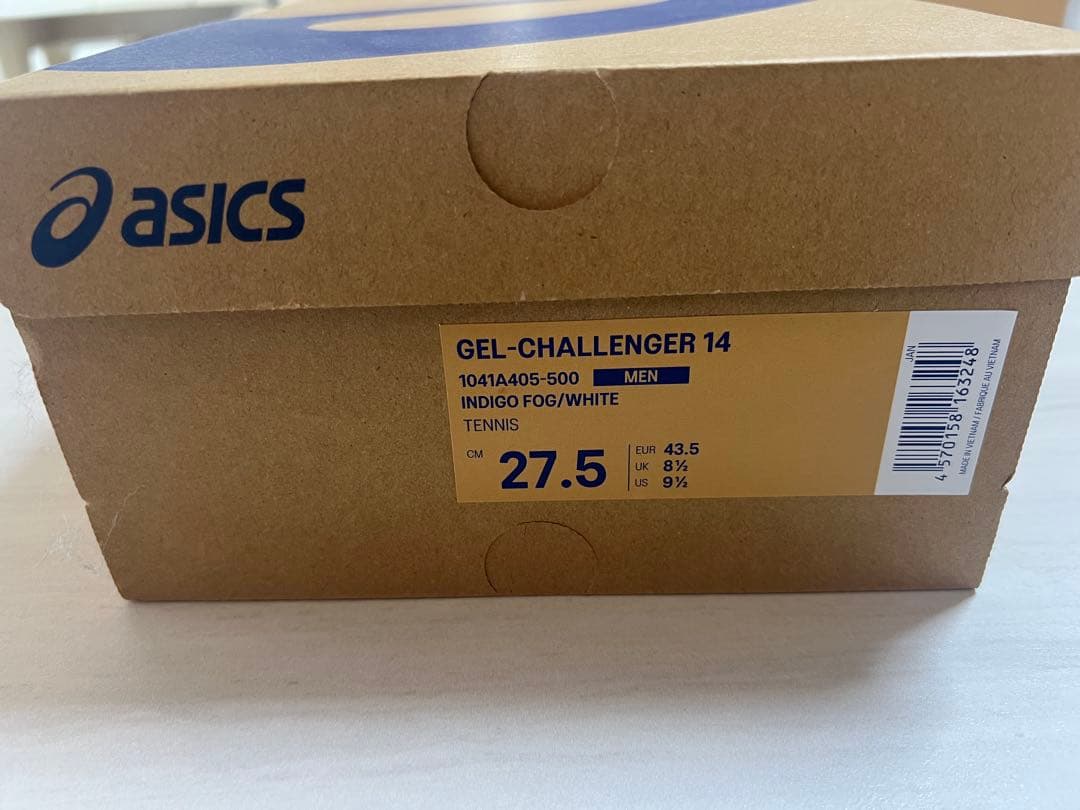 asics
GEL-CHALLENGER 14
1041A405-500 MEN
INDIGO FOG/WHITE
TENNIS
CM 27.5
EUR 43.5
UK 8½
US 9½
JAN
4 570158 163248
MADE IN VIETNAM / FABRIQUE AU VIETNAM